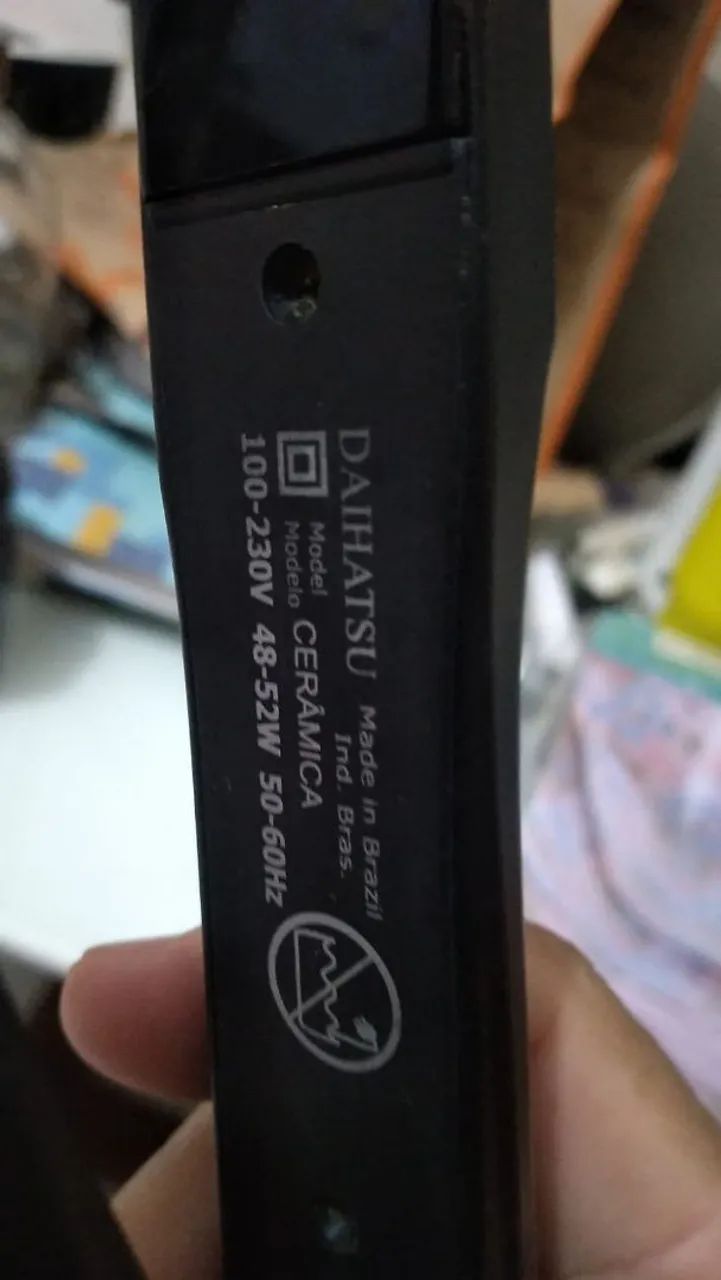 DAIHATSU Made in Brazil
Ind. Bras.
Model
Modelo CERÂMICA
100-230V 48-52W 50-60Hz